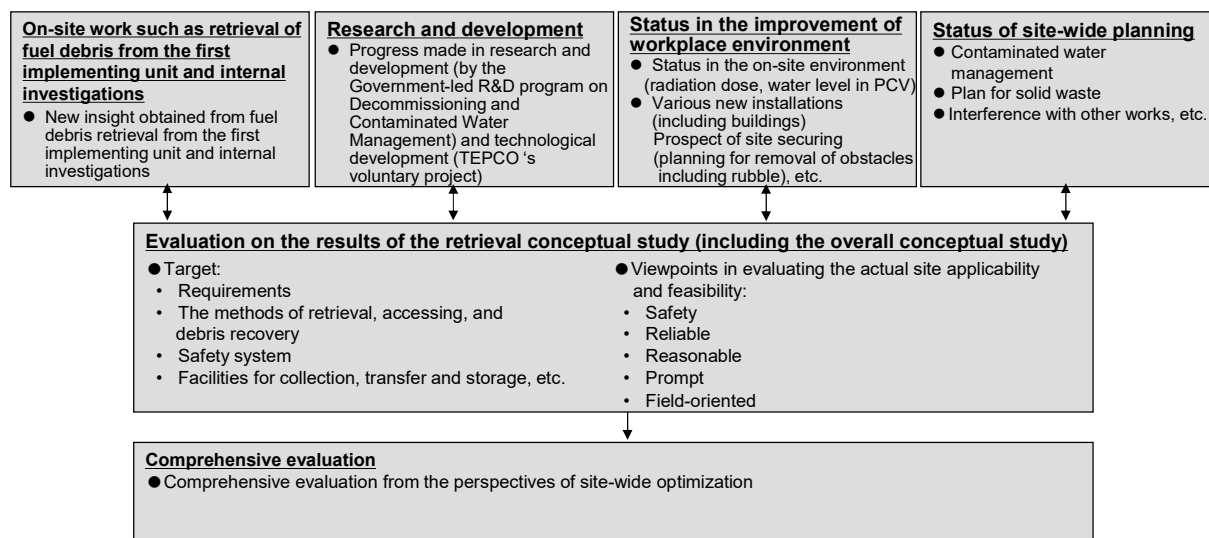 On-site work such as retrieval of
fuel debris from the first
implementing unit and internal
investigations
● New insight obtained from fuel
debris retrieval from the first
implementing unit and internal
investigations
Research and development
● Progress made in research and
development (by the
Government-led R&D program on
Decommissioning and
Contaminated Water
Management) and technological
development (TEPCO ‘s
voluntary project)
Status in the improvement of
workplace environment
● Status in the on-site environment
(radiation dose, water level in PCV)
● Various new installations
(including buildings)
Prospect of site securing
(planning for removal of obstacles
including rubble), etc.
Status of site-wide planning
● Contaminated water
management
● Plan for solid waste
● Interference with other works, etc.
Evaluation on the results of the retrieval conceptual study (including the overall conceptual study)
● Target:
・ Requirements
・ The methods of retrieval, accessing, and
debris recovery
・ Safety system
・ Facilities for collection, transfer and storage, etc.
● Viewpoints in evaluating the actual site applicability
and feasibility:
・ Safety
・ Reliable
・ Reasonable
・ Prompt
・ Field-oriented
Comprehensive evaluation
● Comprehensive evaluation from the perspectives of site-wide optimization